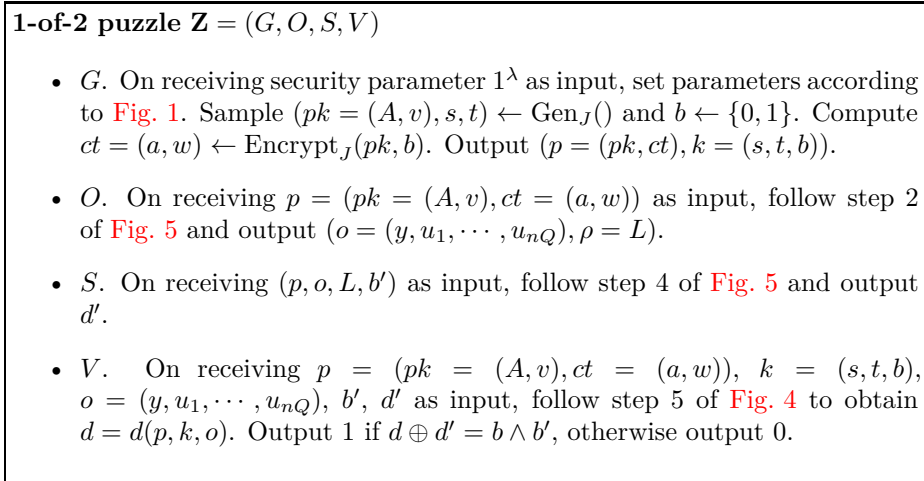 1-of-2 puzzle Z = (G, O, S, V)
• G. On receiving security parameter 1^λ as input, set parameters according
to Fig. 1. Sample (pk = (A, v), s, t) ← Gen_J() and b ← {0, 1}. Compute
ct = (a, w) ← Encrypt_J(pk, b). Output (p = (pk, ct), k = (s, t, b)).
• O. On receiving p = (pk = (A, v), ct = (a, w)) as input, follow step 2
of Fig. 5 and output (o = (y, u_1, ⋯ , u_{nQ}), ρ = L).
• S. On receiving (p, o, L, b′) as input, follow step 4 of Fig. 5 and output
d′.
• V. On receiving p = (pk = (A, v), ct = (a, w)), k = (s, t, b),
o = (y, u_1, ⋯ , u_{nQ}), b′, d′ as input, follow step 5 of Fig. 4 to obtain
d = d(p, k, o). Output 1 if d ⊕ d′ = b ∧ b′, otherwise output 0.